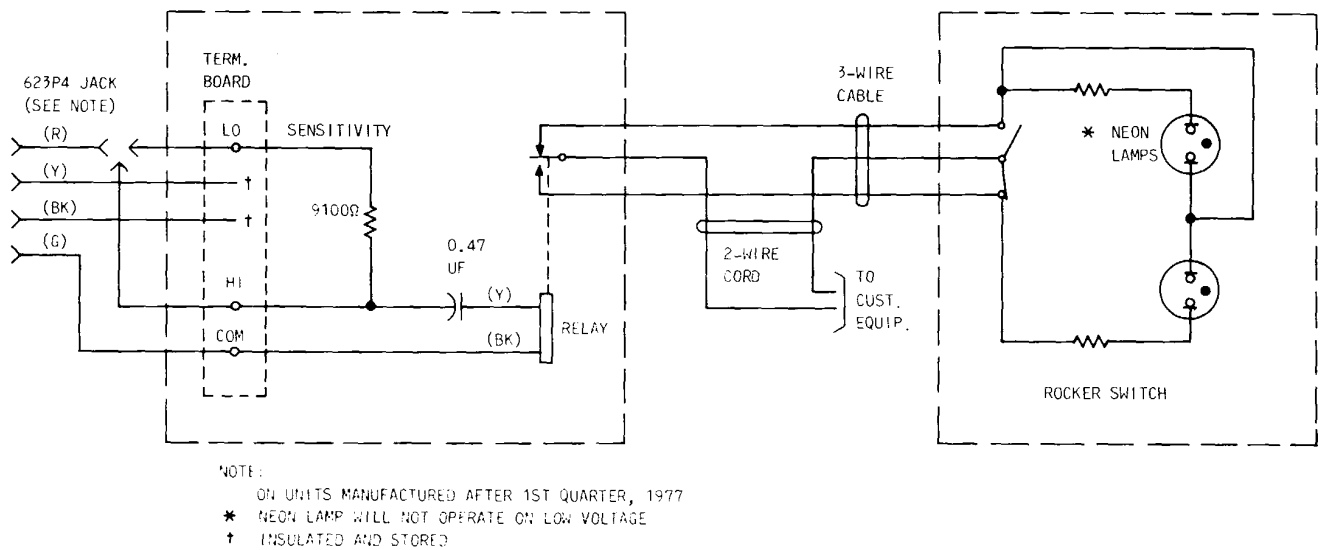 623P4 JACK
(SEE NOTE)
(R)
(Y)
(BK)
(G)
TERM.
BOARD
LO
SENSITIVITY
†
†
9100Ω
HI
COM
0.47
UF
(Y)
(BK)
RELAY
3-WIRE
CABLE
2-WIRE
CORD
TO
CUST.
EQUIP.
* NEON
LAMPS
ROCKER SWITCH
NOTE:
ON UNITS MANUFACTURED AFTER 1ST QUARTER, 1977
* NEON LAMP WILL NOT OPERATE ON LOW VOLTAGE
† INSULATED AND STORED